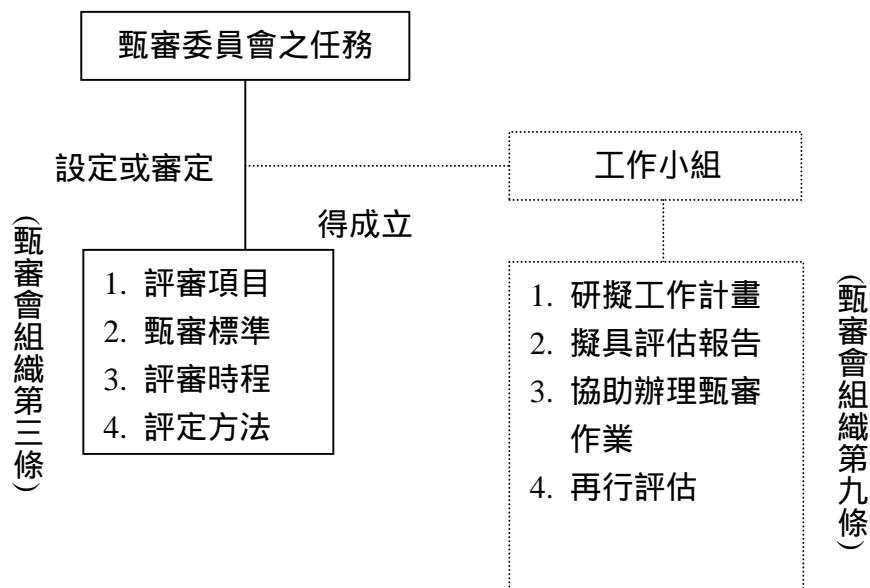 甄審委員會之任務
設定或審定
工作小組
得成立
(甄審會組織第三條)
1. 評審項目
2. 甄審標準
3. 評審時程
4. 評定方法
1. 研擬工作計畫
2. 擬具評估報告
3. 協助辦理甄審
作業
4. 再行評估
(甄審會組織第九條)